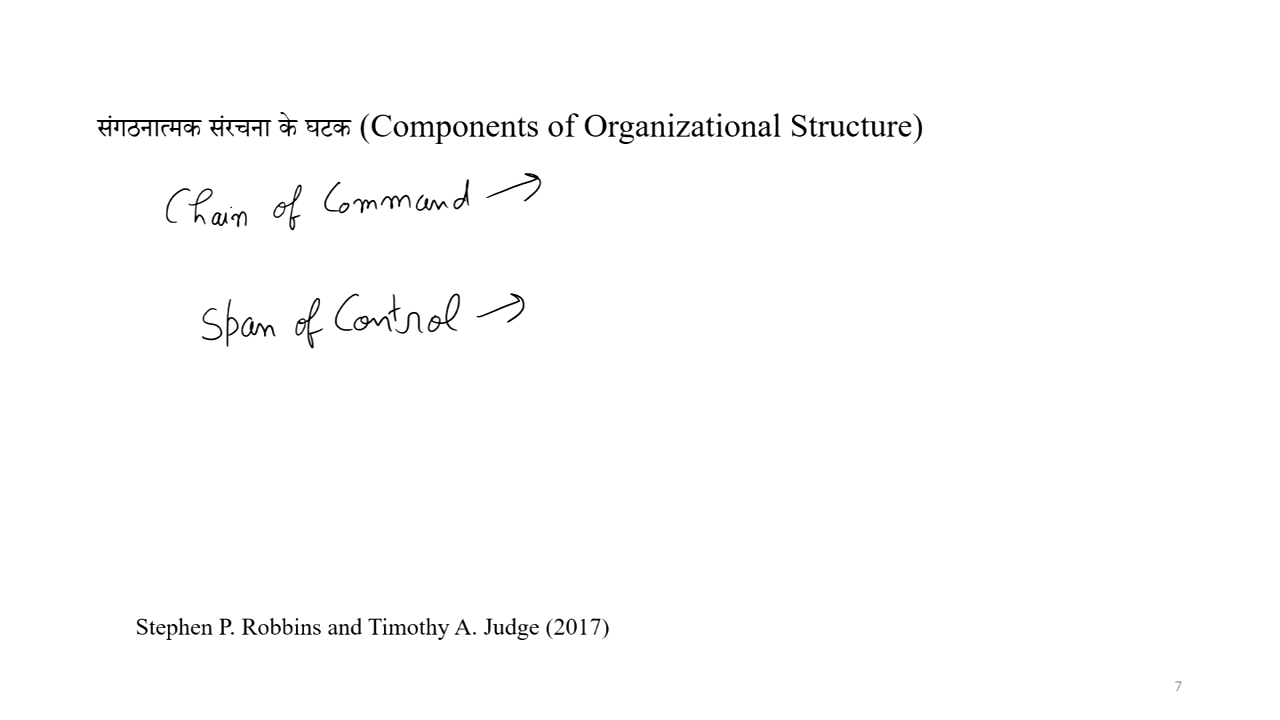 संगठनात्मक संरचना के घटक (Components of Organizational Structure)
Chain of Command →
Span of Control →
Stephen P. Robbins and Timothy A. Judge (2017)
7